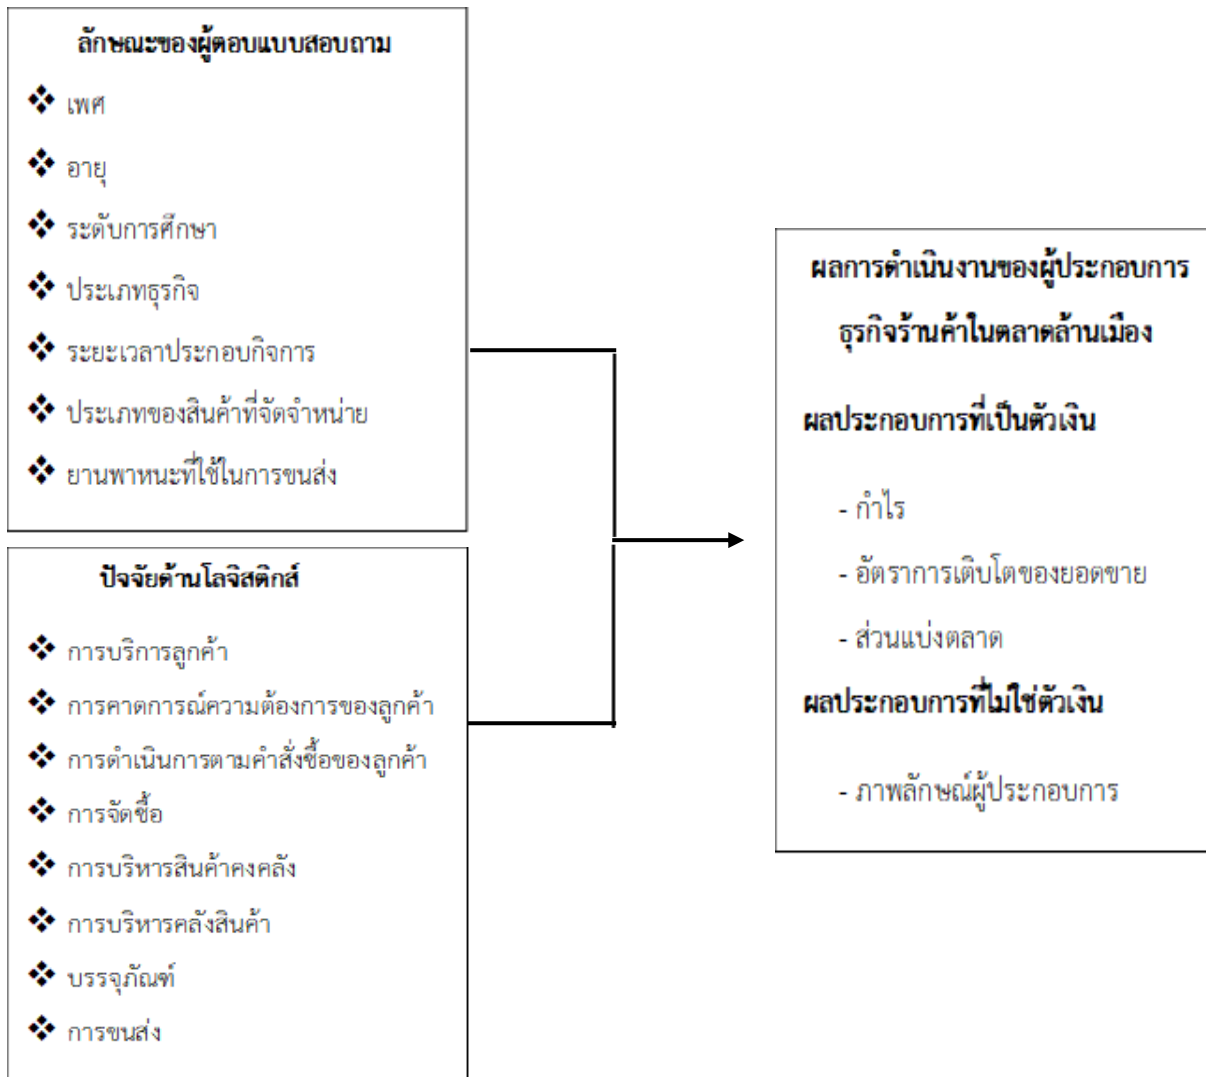 ลักษณะของผู้ตอบแบบสอบถาม
❖ เพศ
❖ อายุ
❖ ระดับการศึกษา
❖ ประเภทธุรกิจ
❖ ระยะเวลาประกอบกิจการ
❖ ประเภทของสินค้าที่จัดจำหน่าย
❖ ยานพาหนะที่ใช้ในการขนส่ง
ปัจจัยด้านโลจิสติกส์
❖ การบริการลูกค้า
❖ การคาดการณ์ความต้องการของลูกค้า
❖ การดำเนินการตามคำสั่งซื้อของลูกค้า
❖ การจัดซื้อ
❖ การบริหารสินค้าคงคลัง
❖ การบริหารคลังสินค้า
❖ บรรจุภัณฑ์
❖ การขนส่ง
ผลการดำเนินงานของผู้ประกอบการ
ธุรกิจร้านค้าในตลาดล้านเมือง
ผลประกอบการที่เป็นตัวเงิน
- กำไร
- อัตราการเติบโตของยอดขาย
- ส่วนแบ่งตลาด
ผลประกอบการที่ไม่ใช่ตัวเงิน
- ภาพลักษณ์ผู้ประกอบการ